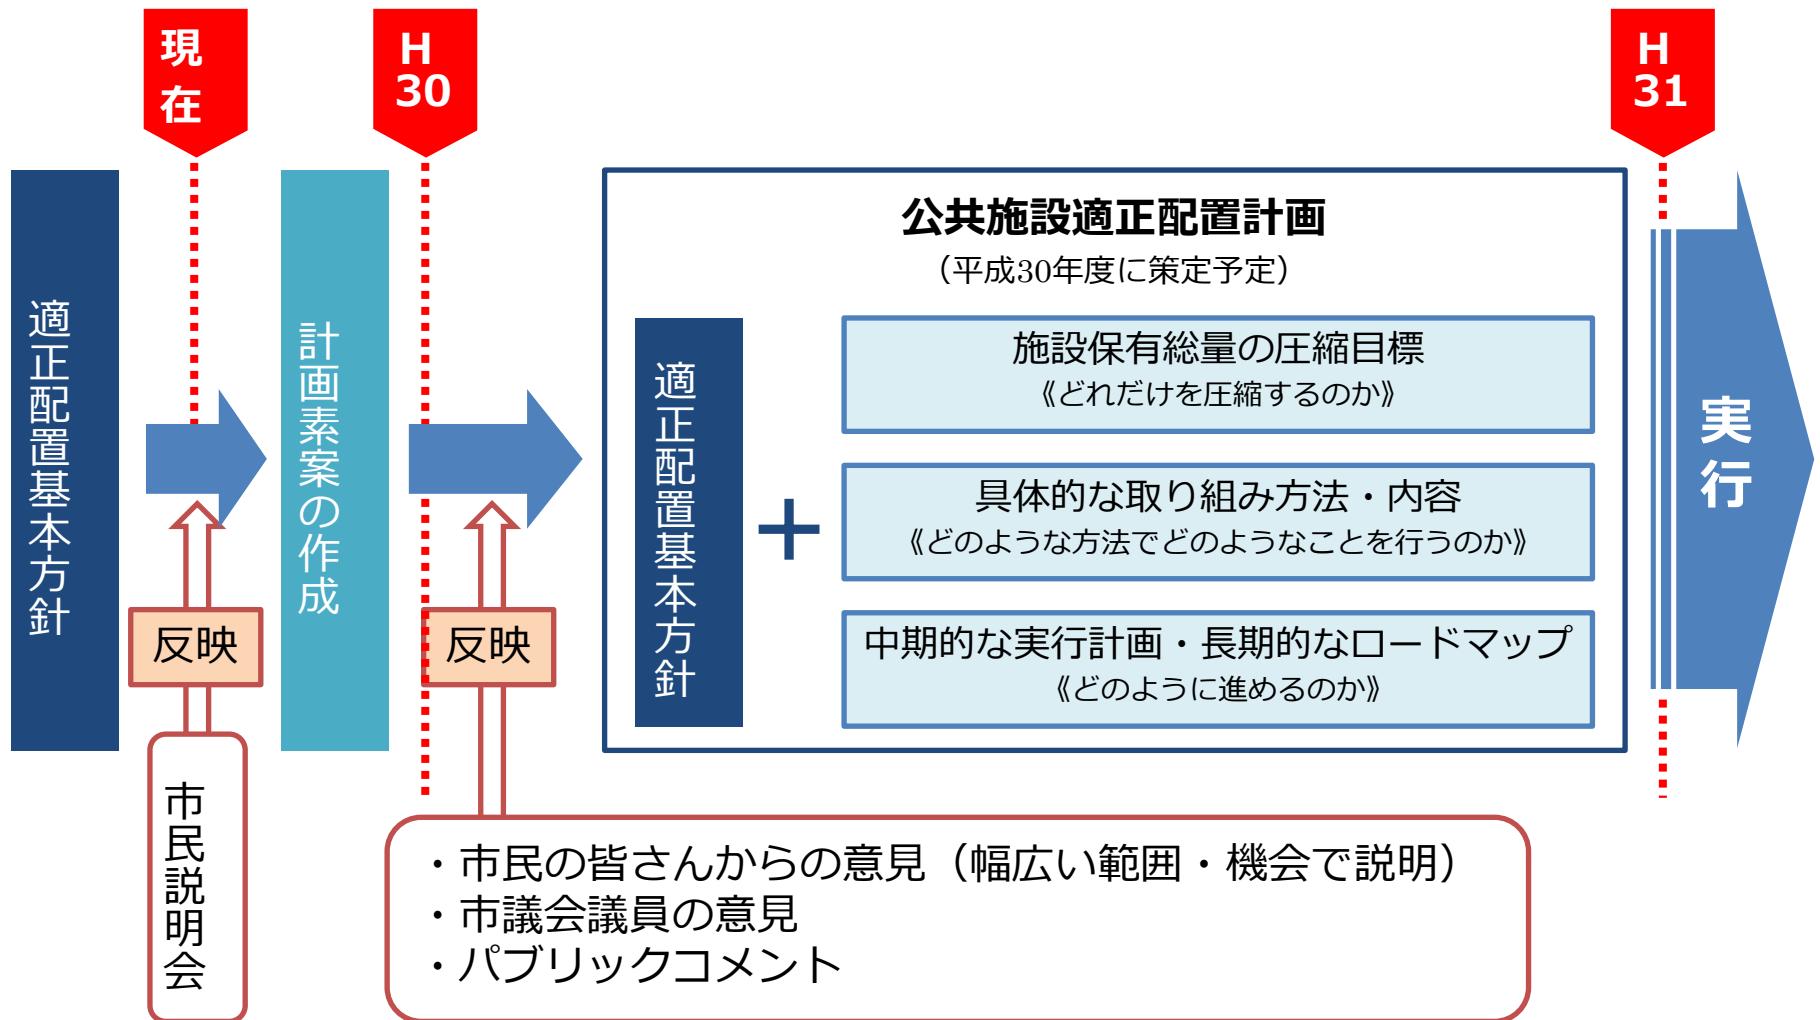 現
在
H
30
H
31
適正配置基本方針
計画素案の作成
公共施設適正配置計画
（平成30年度に策定予定）
適正配置基本方針
＋
施設保有総量の圧縮目標
《どれだけを圧縮するのか》
具体的な取り組み方法・内容
《どのような方法でどのようなことを行うのか》
中期的な実行計画・長期的なロードマップ
《どのように進めるのか》
実
行
反映
反映
市民説明会
・市民の皆さんからの意見（幅広い範囲・機会で説明）
・市議会議員の意見
・パブリックコメント